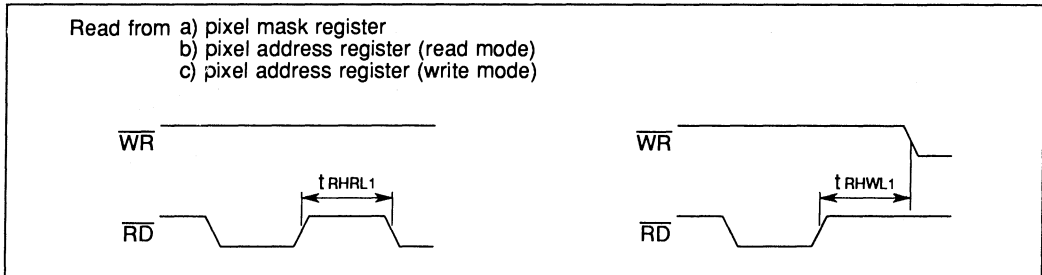 Read from a) pixel mask register
b) pixel address register (read mode)
c) pixel address register (write mode)
WR
WR
t RHRL1
t RHWL1
RD
RD